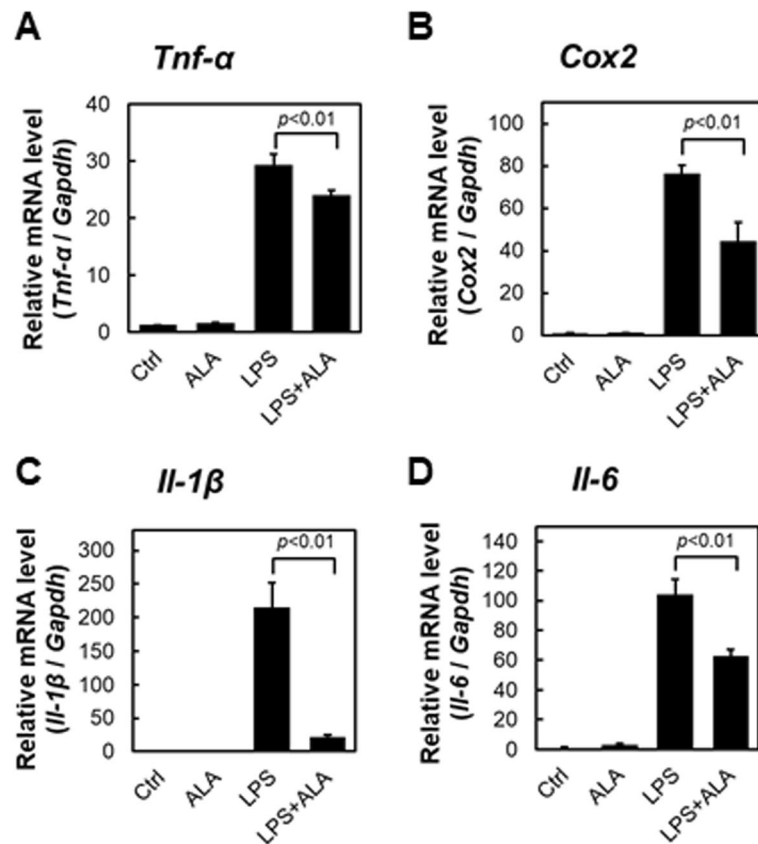 A
Tnf-α
Relative mRNA level
(Tnf-α / Gapdh)
40
30
20
10
0
p<0.01
Ctrl
ALA
LPS
LPS+ALA
B
Cox2
Relative mRNA level
(Cox2 / Gapdh)
100
80
60
40
20
0
p<0.01
Ctrl
ALA
LPS
LPS+ALA
C
Il-1β
Relative mRNA level
(Il-1β / Gapdh)
300
250
200
150
100
50
0
p<0.01
Ctrl
ALA
LPS
LPS+ALA
D
Il-6
Relative mRNA level
(Il-6 / Gapdh)
140
120
100
80
60
40
20
0
p<0.01
Ctrl
ALA
LPS
LPS+ALA